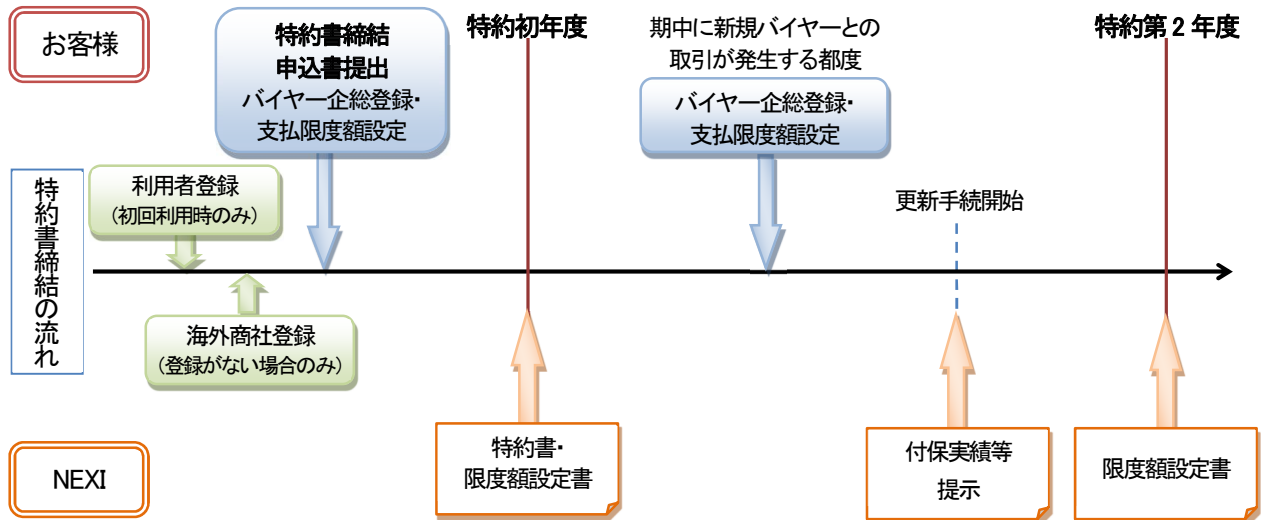 お客様
特約書締結
申込書提出
バイヤー企総登録・
支払限度額設定
特約初年度
期中に新規バイヤーとの
取引が発生する都度
バイヤー企総登録・
支払限度額設定
特約第2年度
特約書締結の流れ
利用者登録
(初回利用時のみ)
更新手続開始
海外商社登録
(登録がない場合のみ)
NEXI
特約書・
限度額設定書
付保実績等
提示
限度額設定書